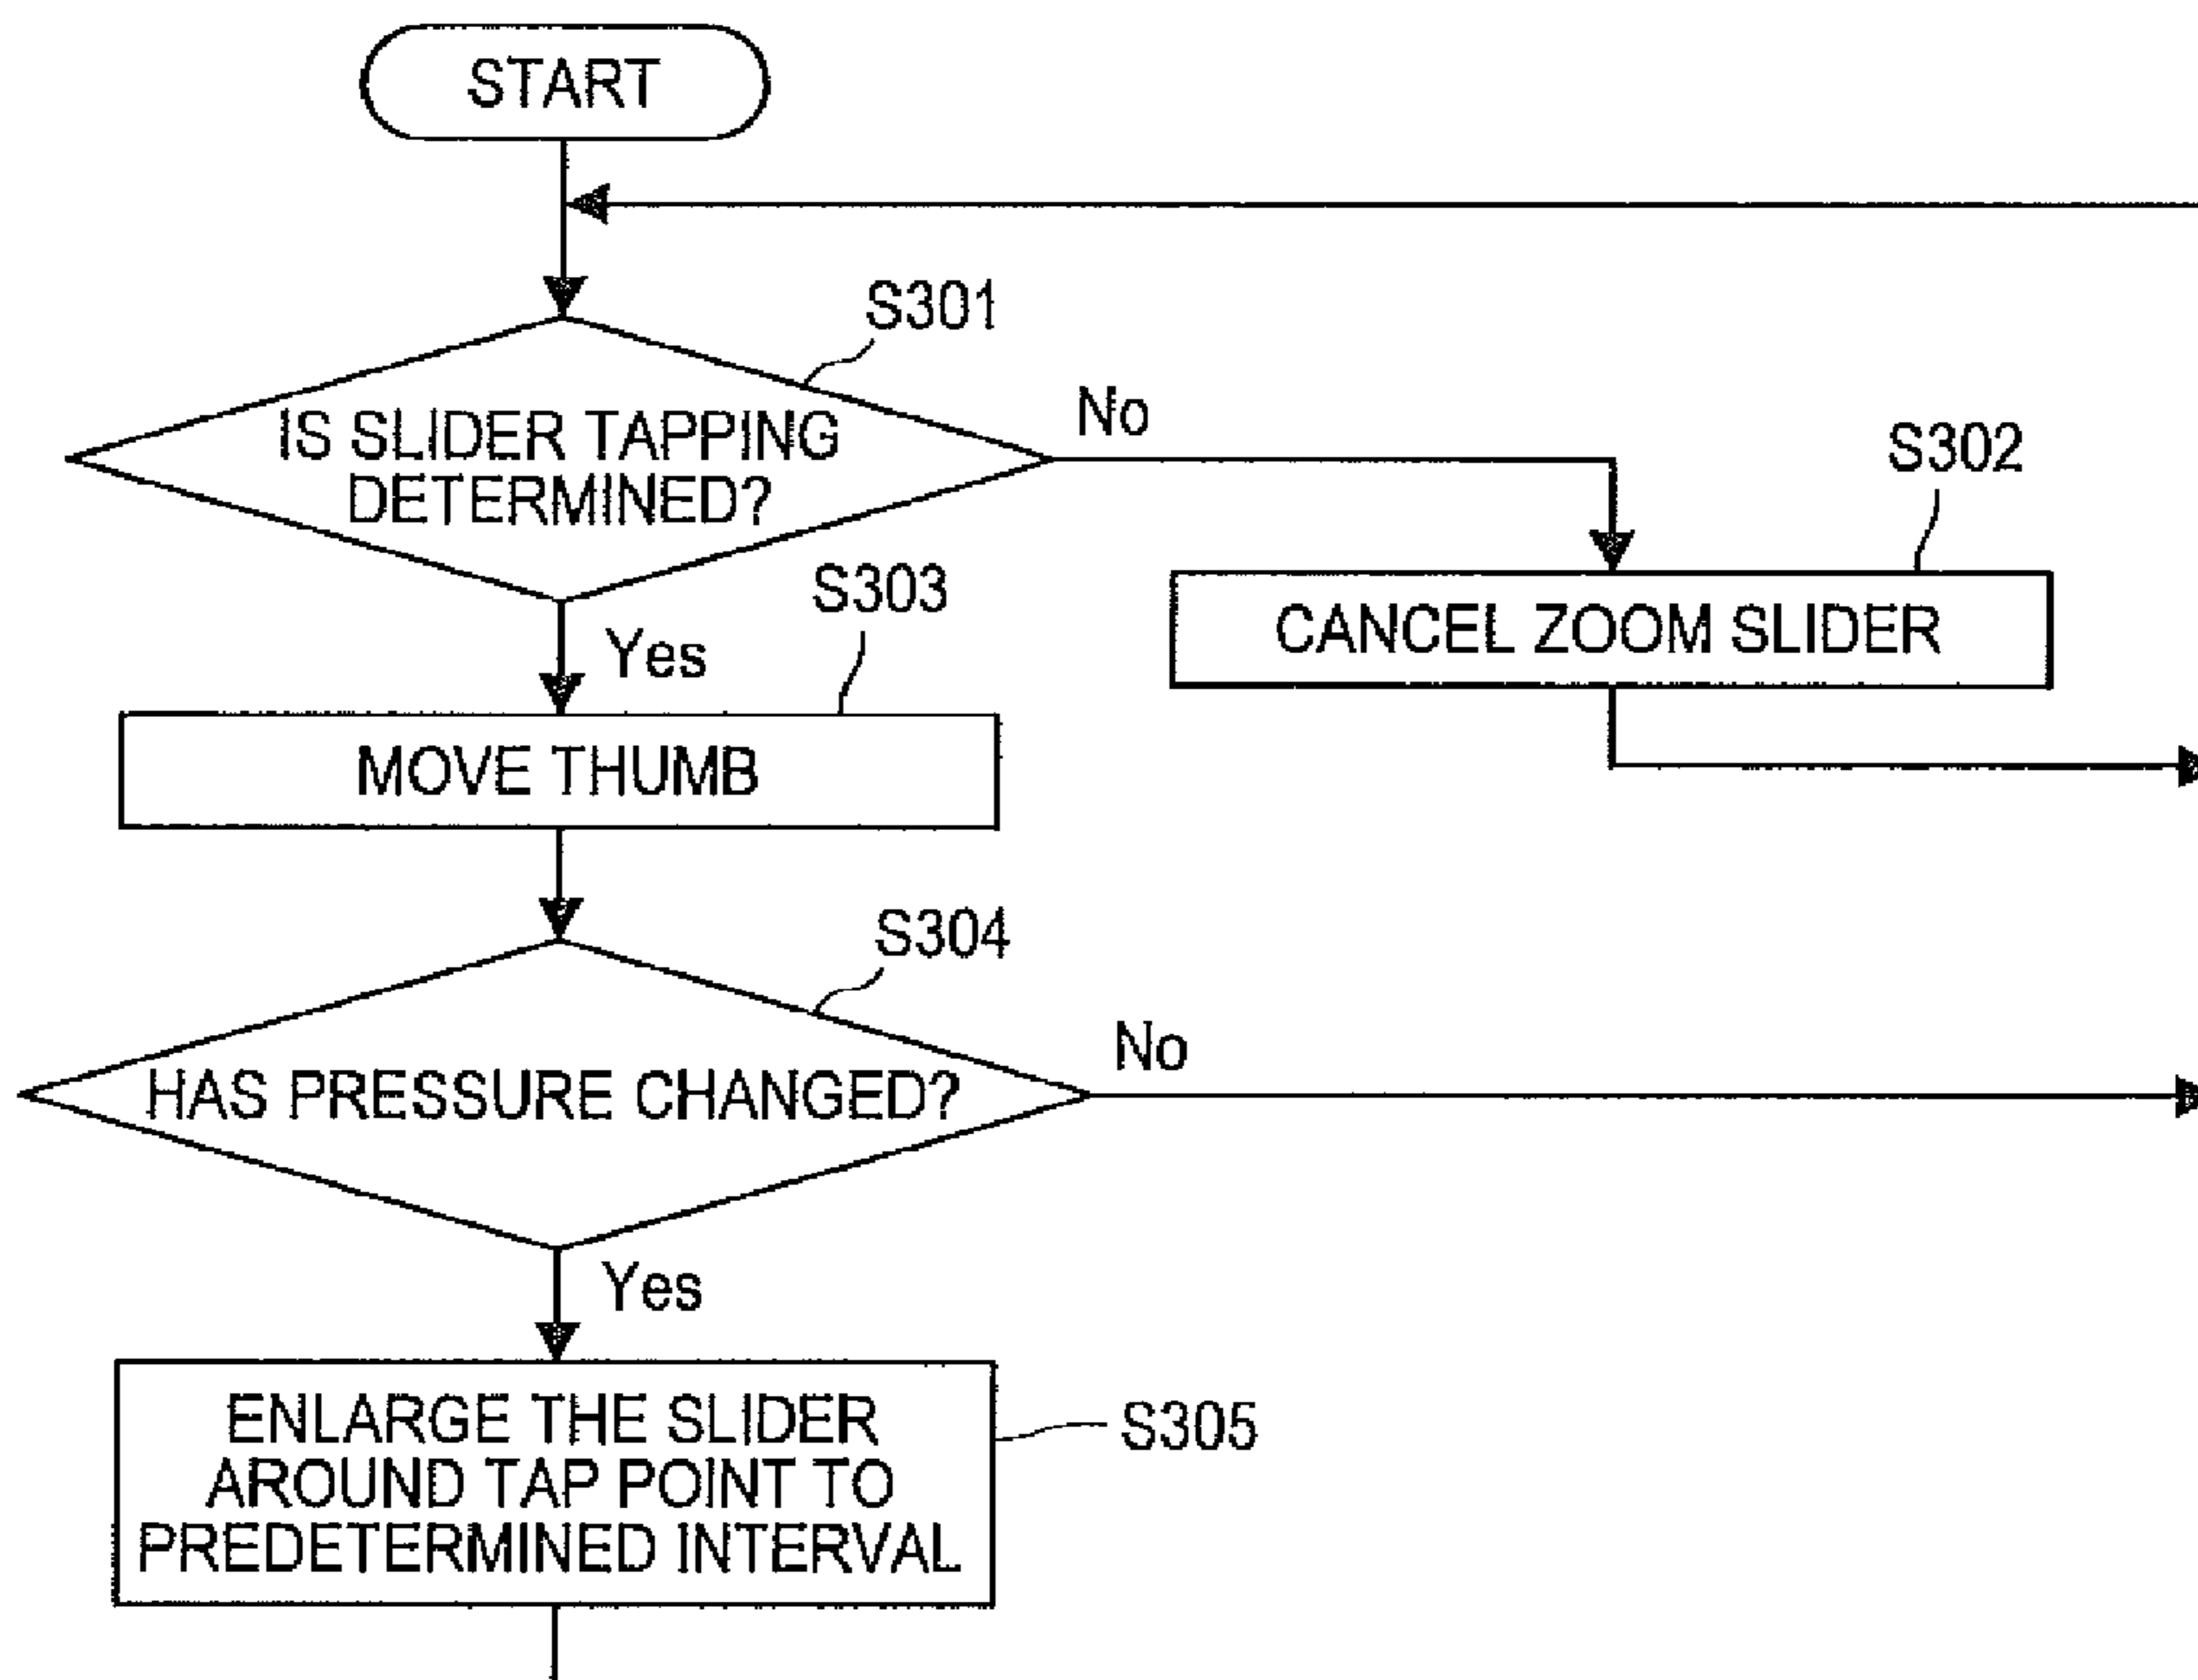 START
S301
IS SLIDER TAPPING
DETERMINED?
No
S302
CANCEL ZOOM SLIDER
Yes
S303
MOVE THUMB
S304
HAS PRESSURE CHANGED?
No
Yes
ENLARGE THE SLIDER
AROUND TAP POINT TO
PREDETERMINED INTERVAL
S305